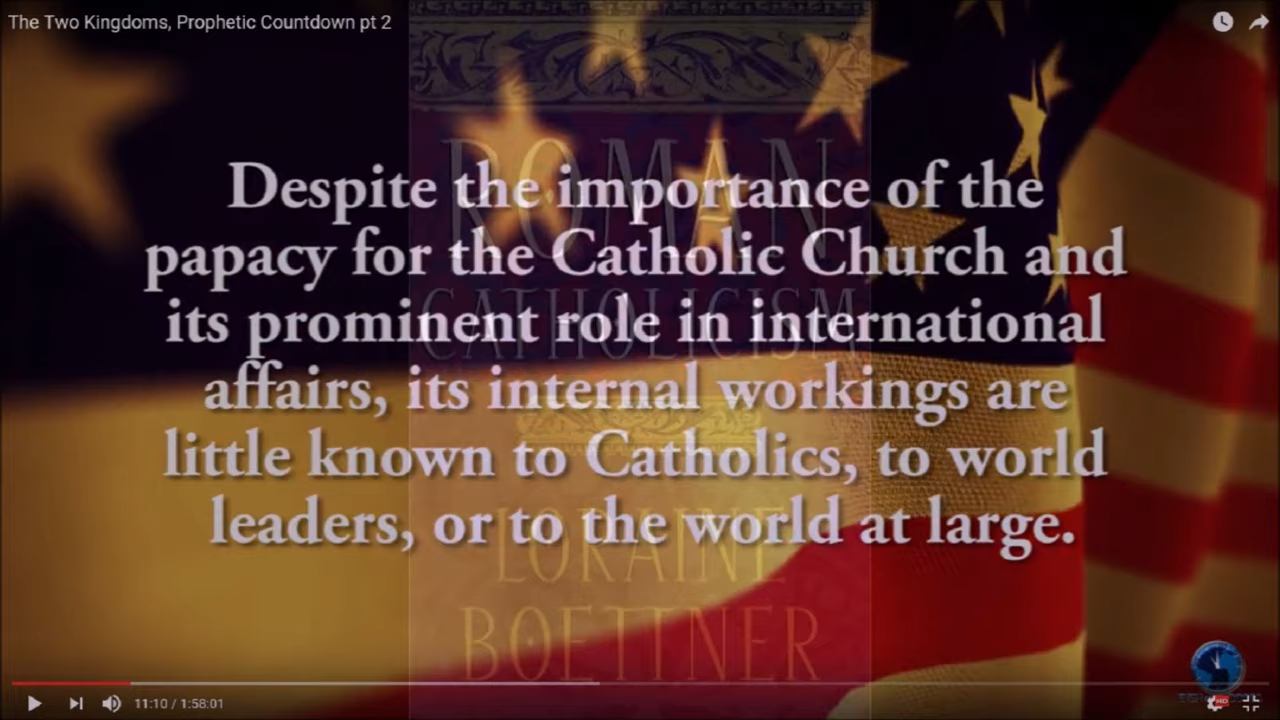 The Two Kingdoms, Prophetic Countdown pt 2
ROMAN
CATHOLICISM
LORAINE
BOETTNER
Despite the importance of the
papacy for the Catholic Church and
its prominent role in international
affairs, its internal workings are
little known to Catholics, to world
leaders, or to the world at large.
11:10 / 1:58:01
HD